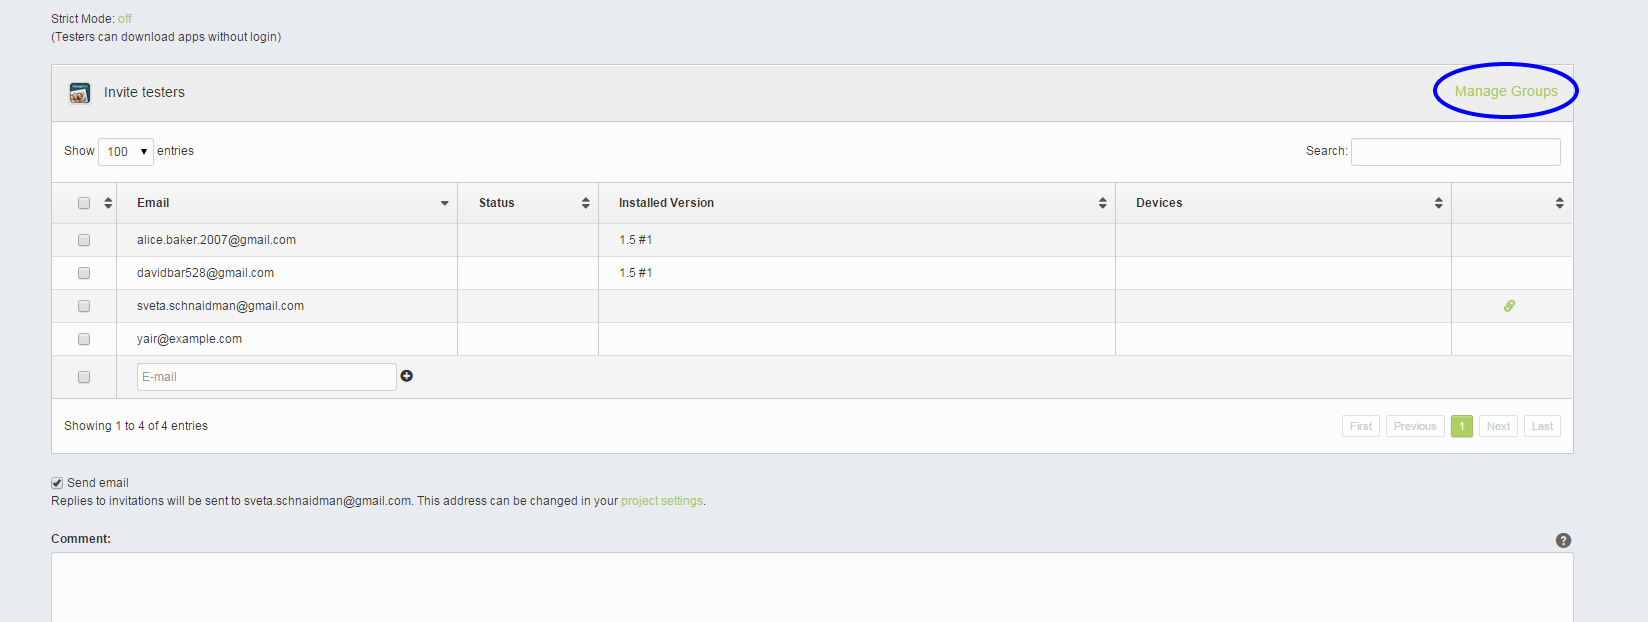 Strict Mode: off
(Testers can download apps without login)
Invite testers
Manage Groups
Show 100 entries
Search:
Email Status Installed Version Devices
alice.baker.2007@gmail.com 1.5 #1
davidbar528@gmail.com 1.5 #1
sveta.schnaidman@gmail.com
yair@example.com
E-mail
Showing 1 to 4 of 4 entries
First Previous 1 Next Last
Send email
Replies to invitations will be sent to sveta.schnaidman@gmail.com. This address can be changed in your project settings.
Comment:
?